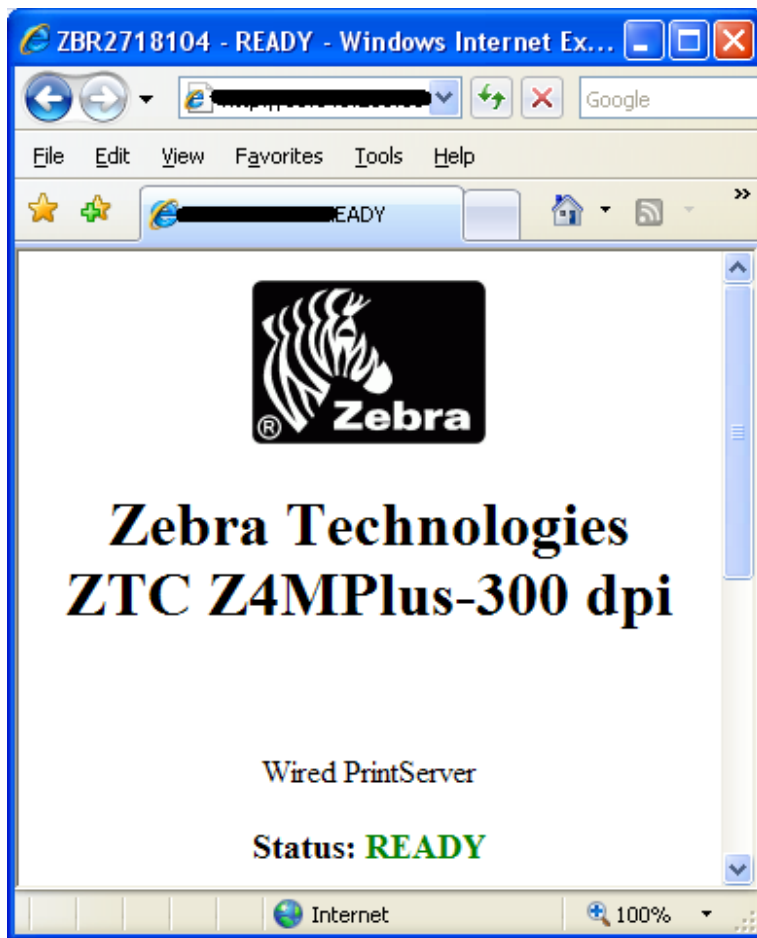 ZBR2718104 - READY - Windows Internet Ex...
Google
File Edit View Favorites Tools Help
EADY
»
® Zebra
Zebra Technologies
ZTC Z4MPlus-300 dpi
Wired PrintServer
Status: READY
Internet 100%